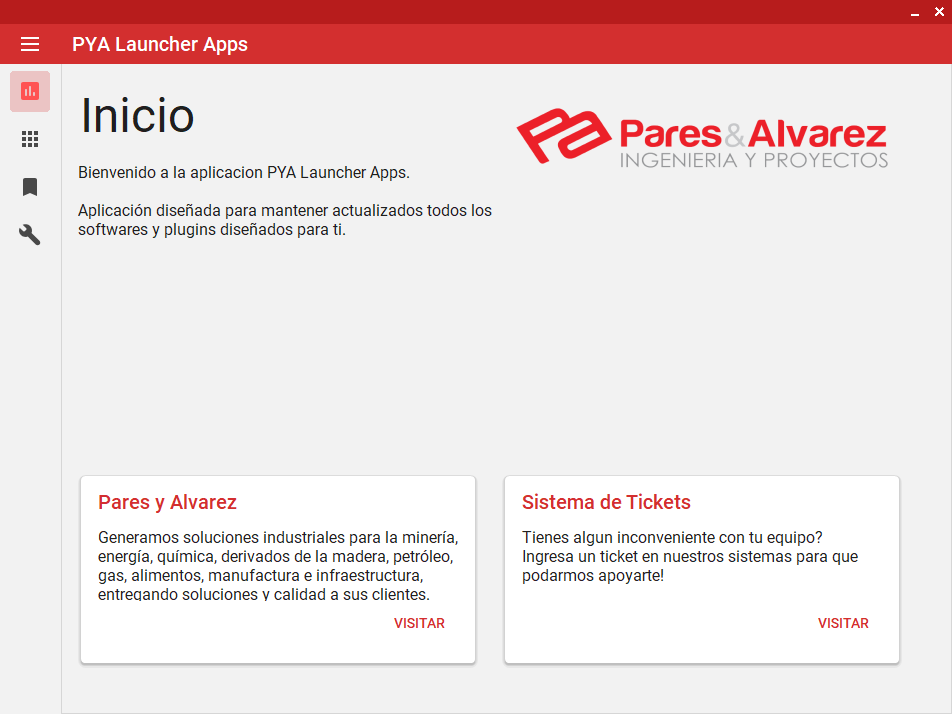 PYA Launcher Apps
Inicio
Pares&Alvarez
INGENIERIA Y PROYECTOS
Bienvenido a la aplicacion PYA Launcher Apps.
Aplicación diseñada para mantener actualizados todos los
softwares y plugins diseñados para ti.
Pares y Alvarez
Generamos soluciones industriales para la minería,
energía, química, derivados de la madera, petróleo,
gas, alimentos, manufactura e infraestructura,
entregando soluciones y calidad a sus clientes.
VISITAR
Sistema de Tickets
Tienes algun inconveniente con tu equipo?
Ingresa un ticket en nuestros sistemas para que
podarmos apoyarte!
VISITAR